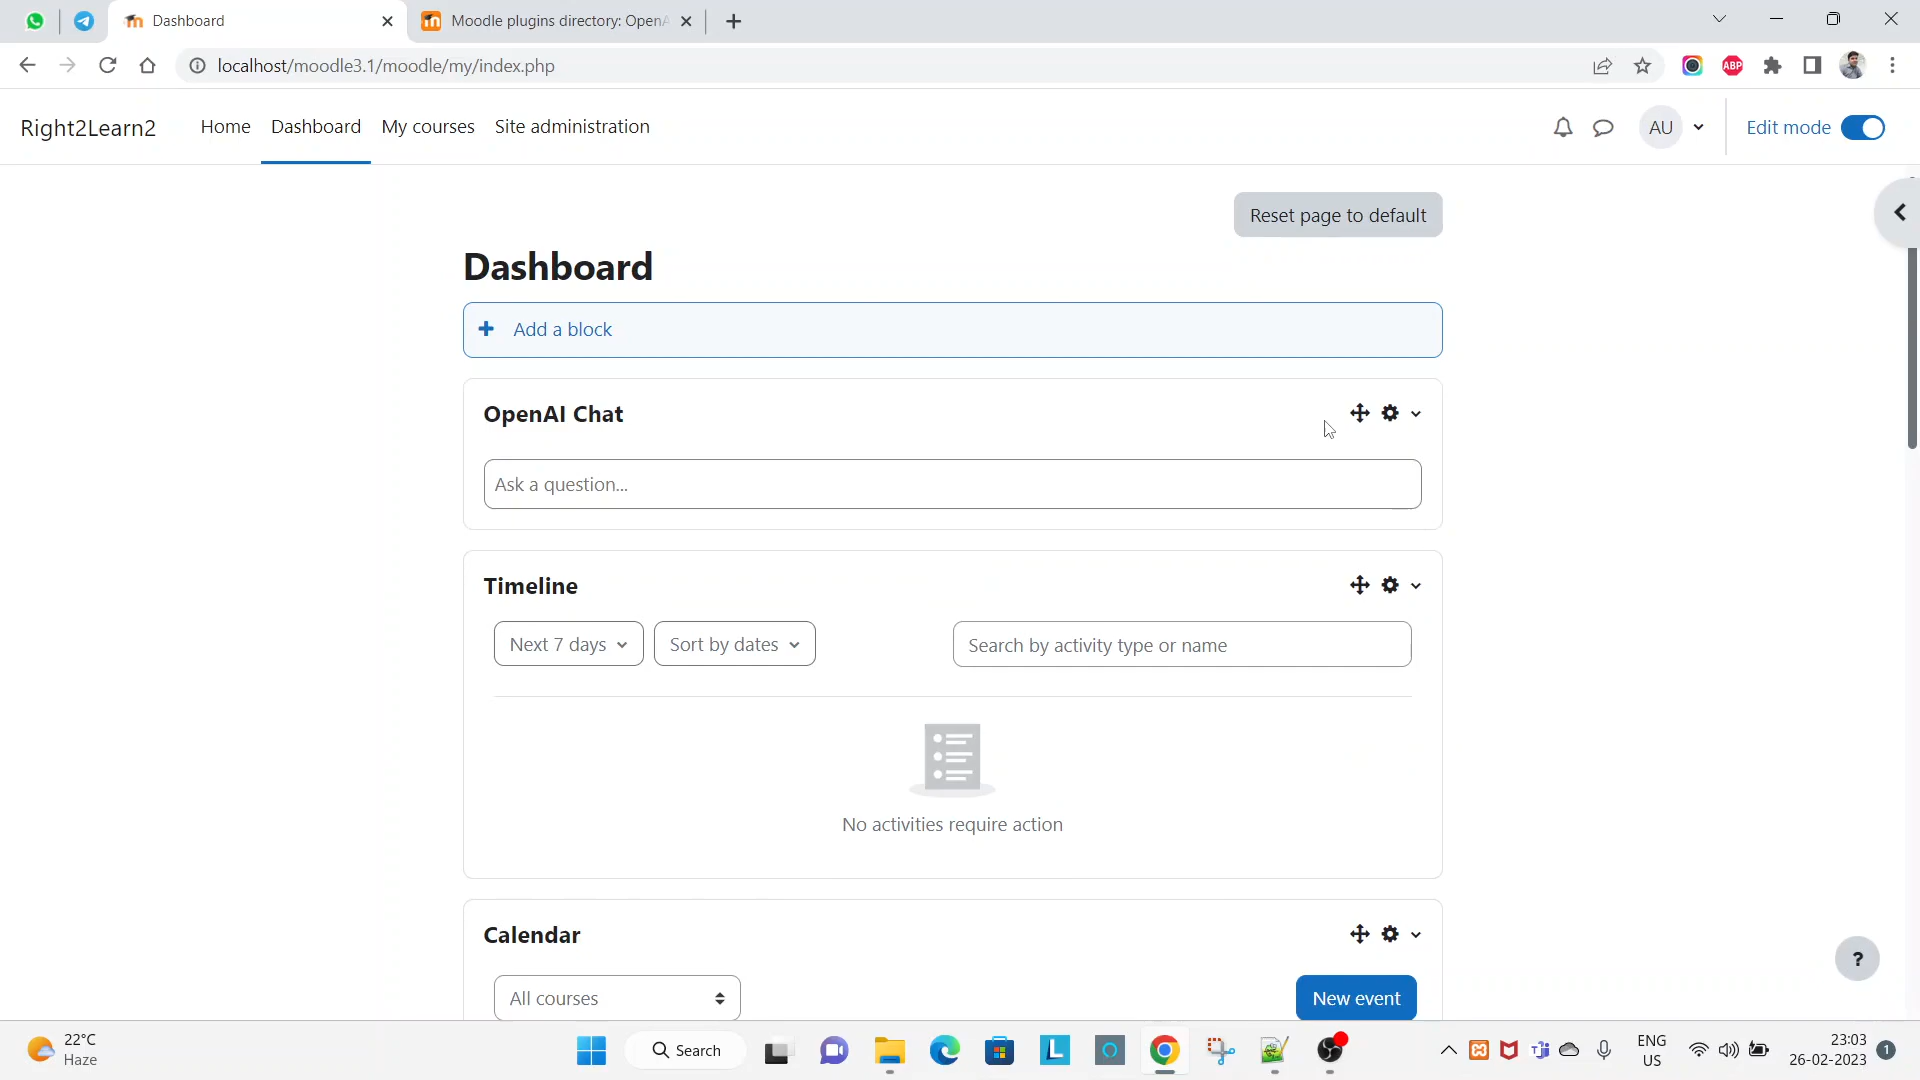 Dashboard
Moodle plugins directory: OpenA
localhost/moodle3.1/moodle/my/index.php
ABP
Right2Learn2
Home
Dashboard
My courses
Site administration
AU
Edit mode
Reset page to default
Dashboard
Add a block
OpenAI Chat
Ask a question...
Timeline
Next 7 days
Sort by dates
Search by activity type or name
No activities require action
Calendar
All courses
New event
?
22°C
Haze
Search
L
ENG
US
23:03
26-02-2023
1